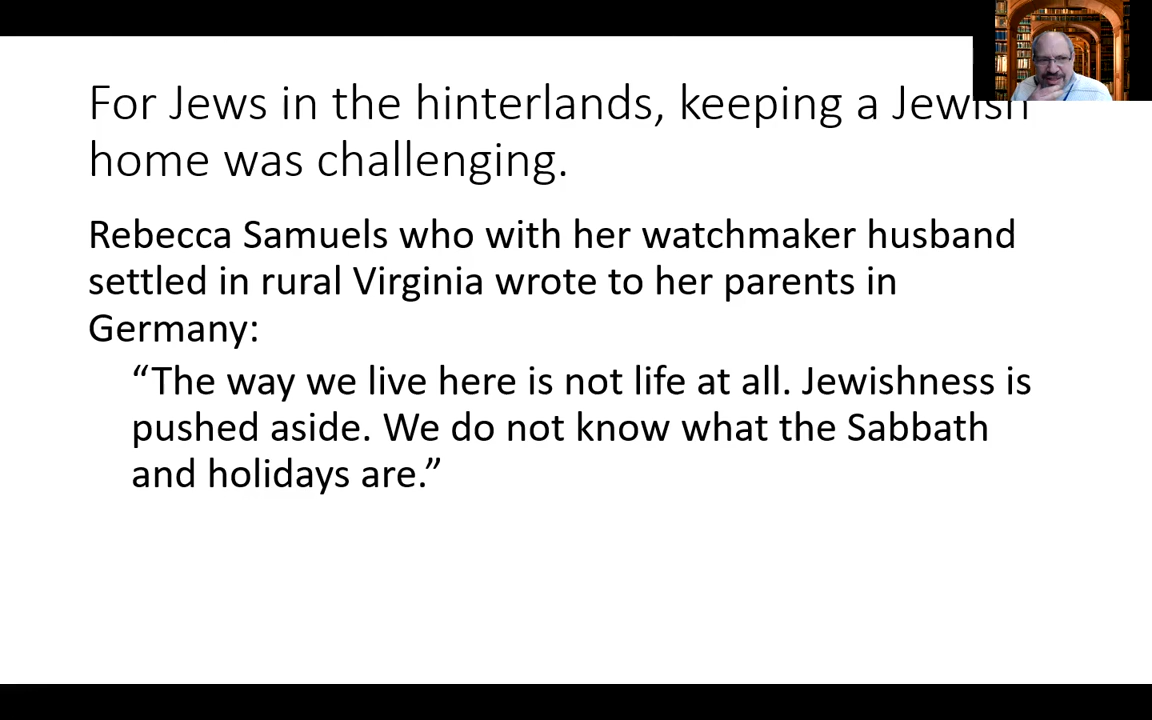 For Jews in the hinterlands, keeping a Jewish
home was challenging.
Rebecca Samuels who with her watchmaker husband
settled in rural Virginia wrote to her parents in
Germany:
“The way we live here is not life at all. Jewishness is
pushed aside. We do not know what the Sabbath
and holidays are.”